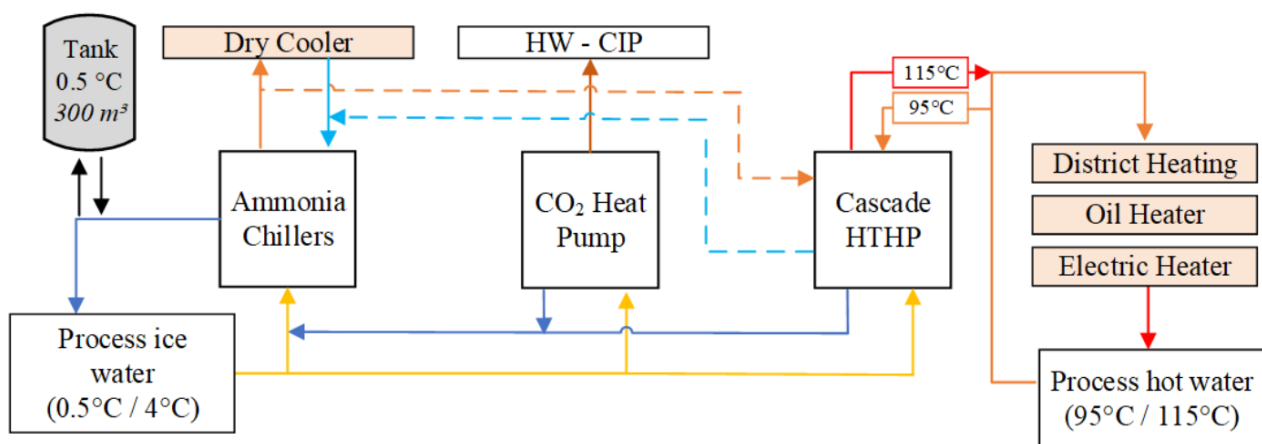 Tank
0.5 °C
300 m³
Dry Cooler
HW - CIP
115°C
95°C
Ammonia
Chillers
CO₂ Heat
Pump
Cascade
HTHP
District Heating
Oil Heater
Electric Heater
Process ice
water
(0.5°C / 4°C)
Process hot water
(95°C / 115°C)